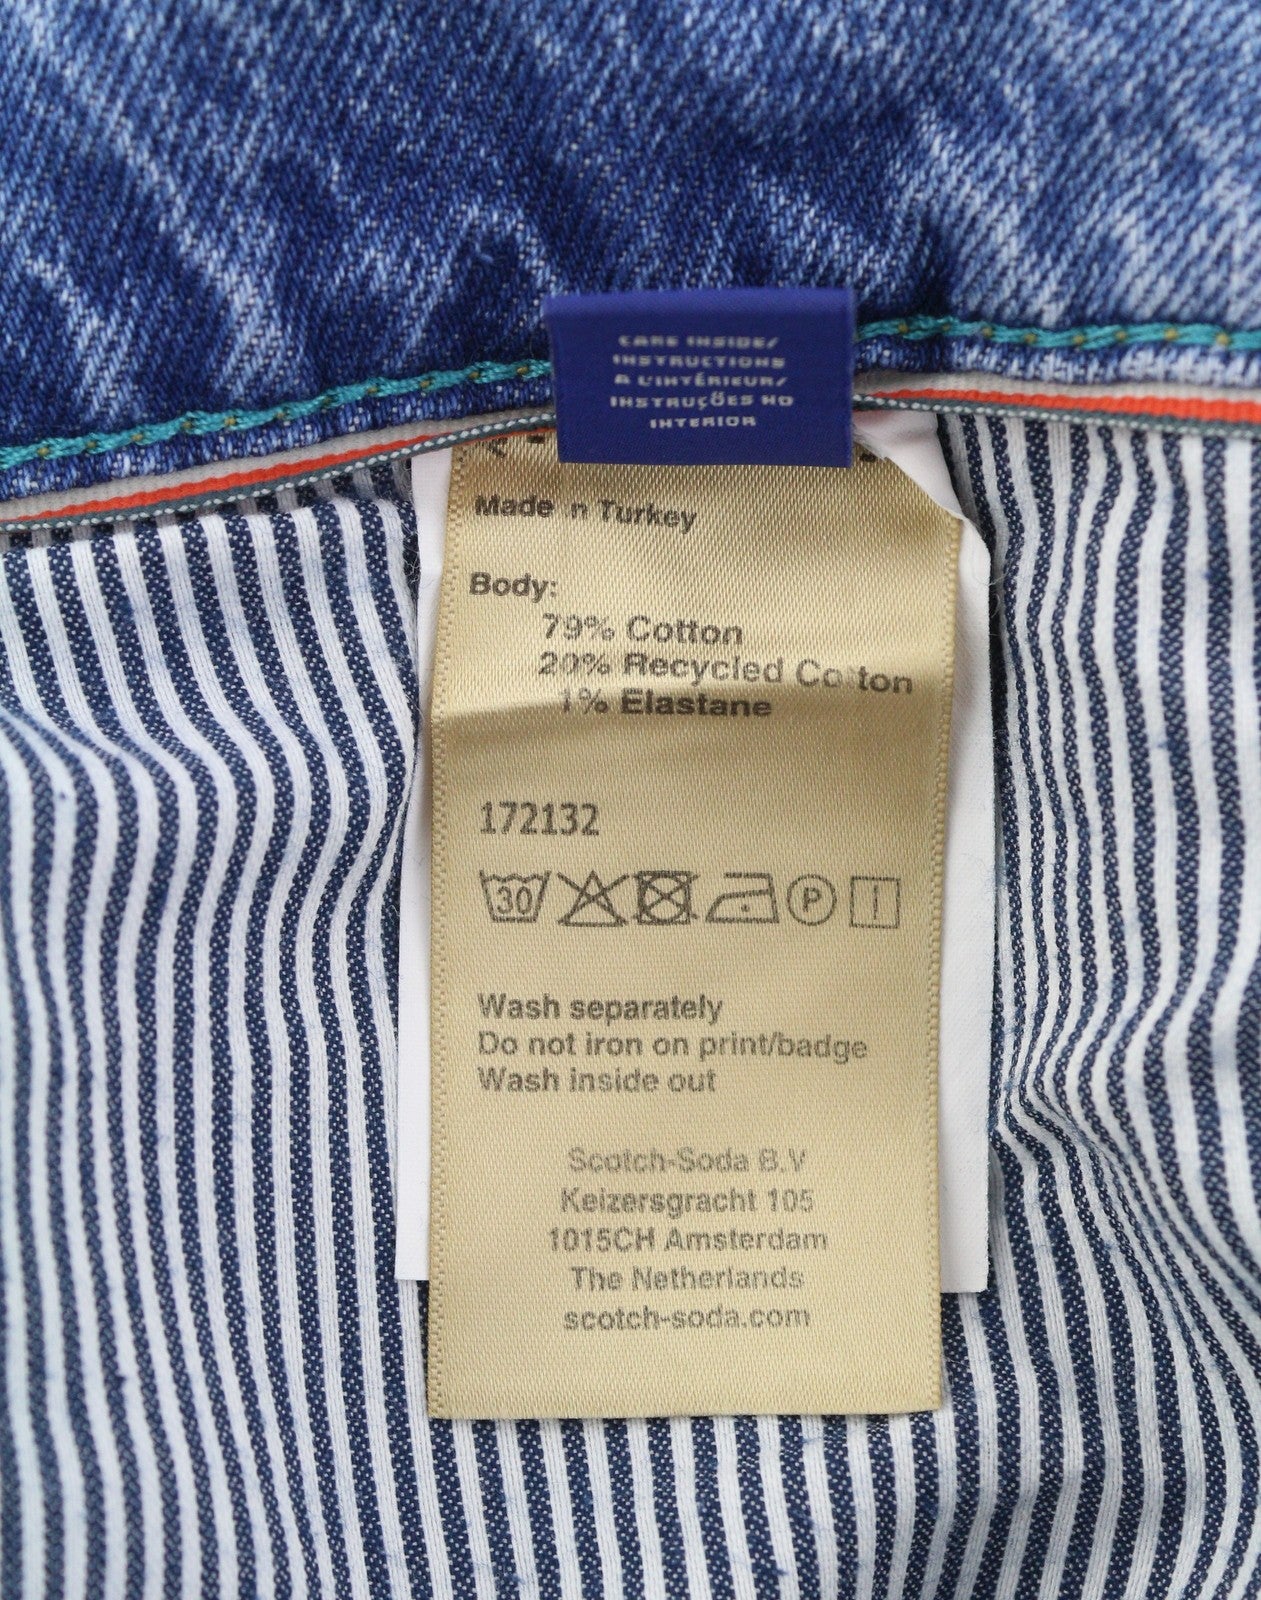 CARE INSIDE/
INSTRUCTIONS
À L'INTÉRIEUR/
INSTRUÇÕES NO
INTERIOR
Made in Turkey
Body:
79% Cotton
20% Recycled Cotton
1% Elastane
172132
30 P
Wash separately
Do not iron on print/badge
Wash inside out
Scotch-Soda B.V
Keizersgracht 105
1015CH Amsterdam
The Netherlands
scotch-soda.com